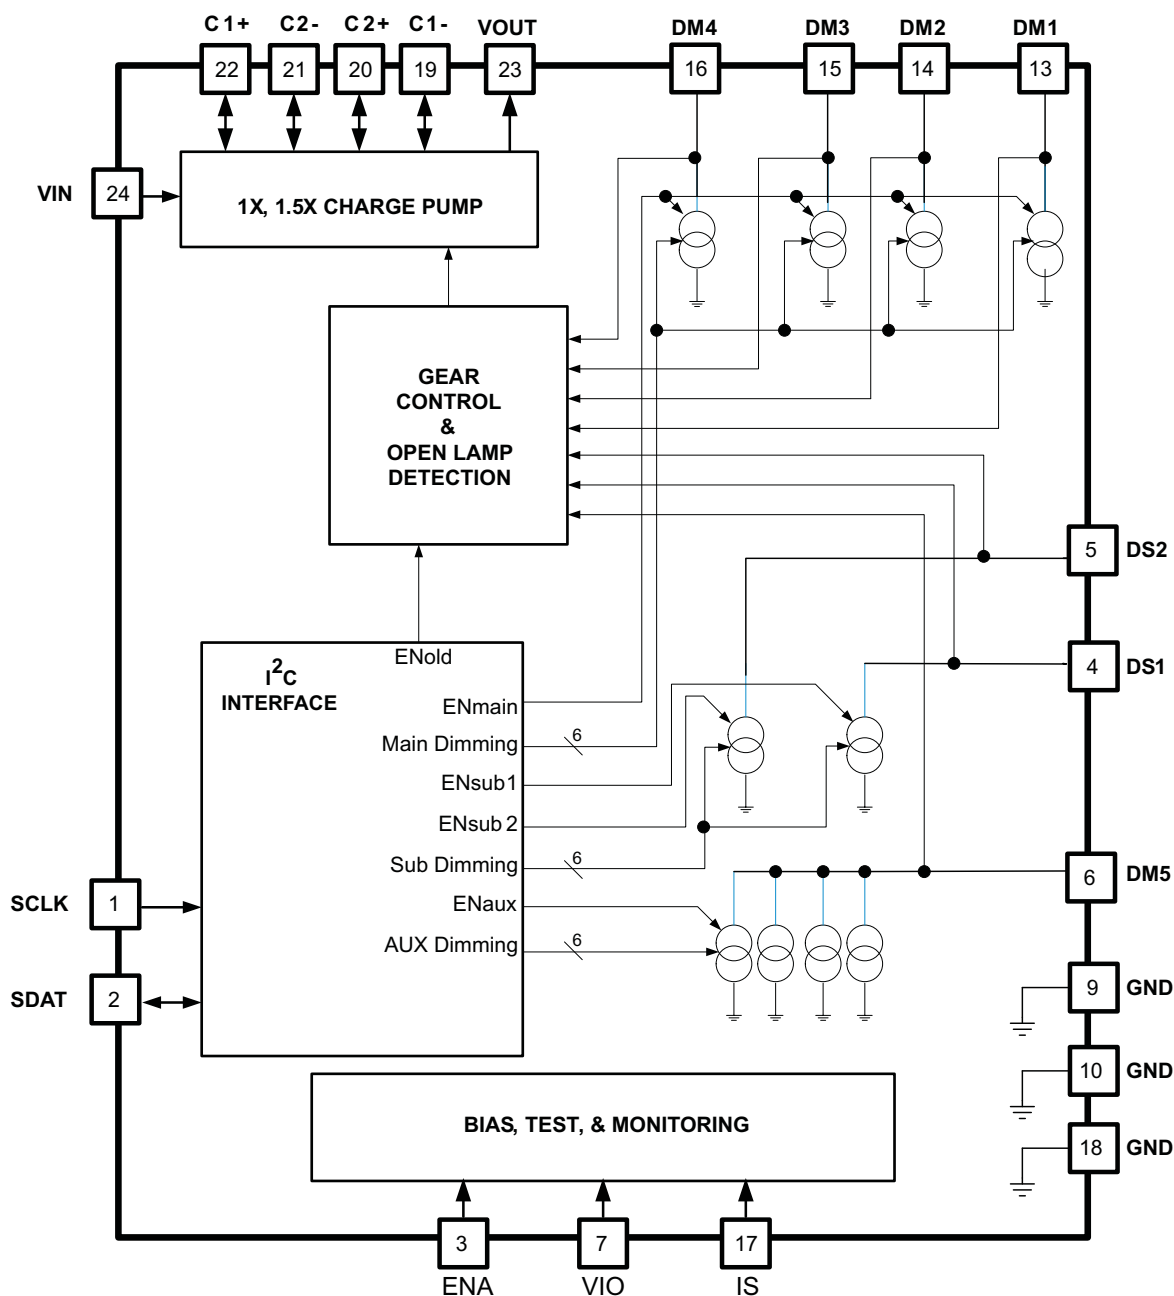 C1+ C2- C2+ C1- VOUT DM4 DM3 DM2 DM1
22 21 20 19 23 16 15 14 13
VIN 24
1X, 1.5X CHARGE PUMP
GEAR
CONTROL
&
OPEN LAMP
DETECTION
5 DS2
4 DS1
ENold
I2C
INTERFACE
ENmain
Main Dimming 6
ENsub1
ENsub2
Sub Dimming 6
ENaux
AUX Dimming 6
6 DM5
SCLK 1
SDAT 2
9 GND
10 GND
18 GND
BIAS, TEST, & MONITORING
3 7 17
ENA VIO IS